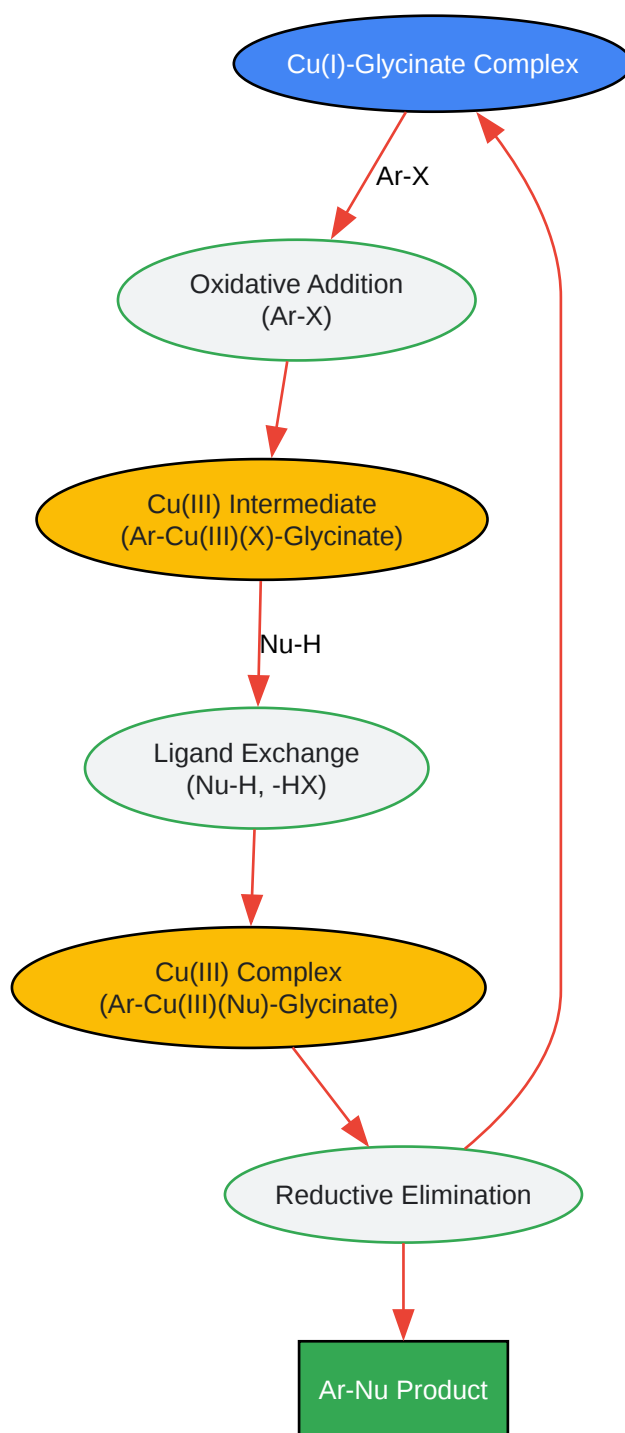 Cu(I)-Glycinate Complex
Ar-X
Oxidative Addition
(Ar-X)
Cu(III) Intermediate
(Ar-Cu(III)(X)-Glycinate)
Nu-H
Ligand Exchange
(Nu-H, -HX)
Cu(III) Complex
(Ar-Cu(III)(Nu)-Glycinate)
Reductive Elimination
Ar-Nu Product